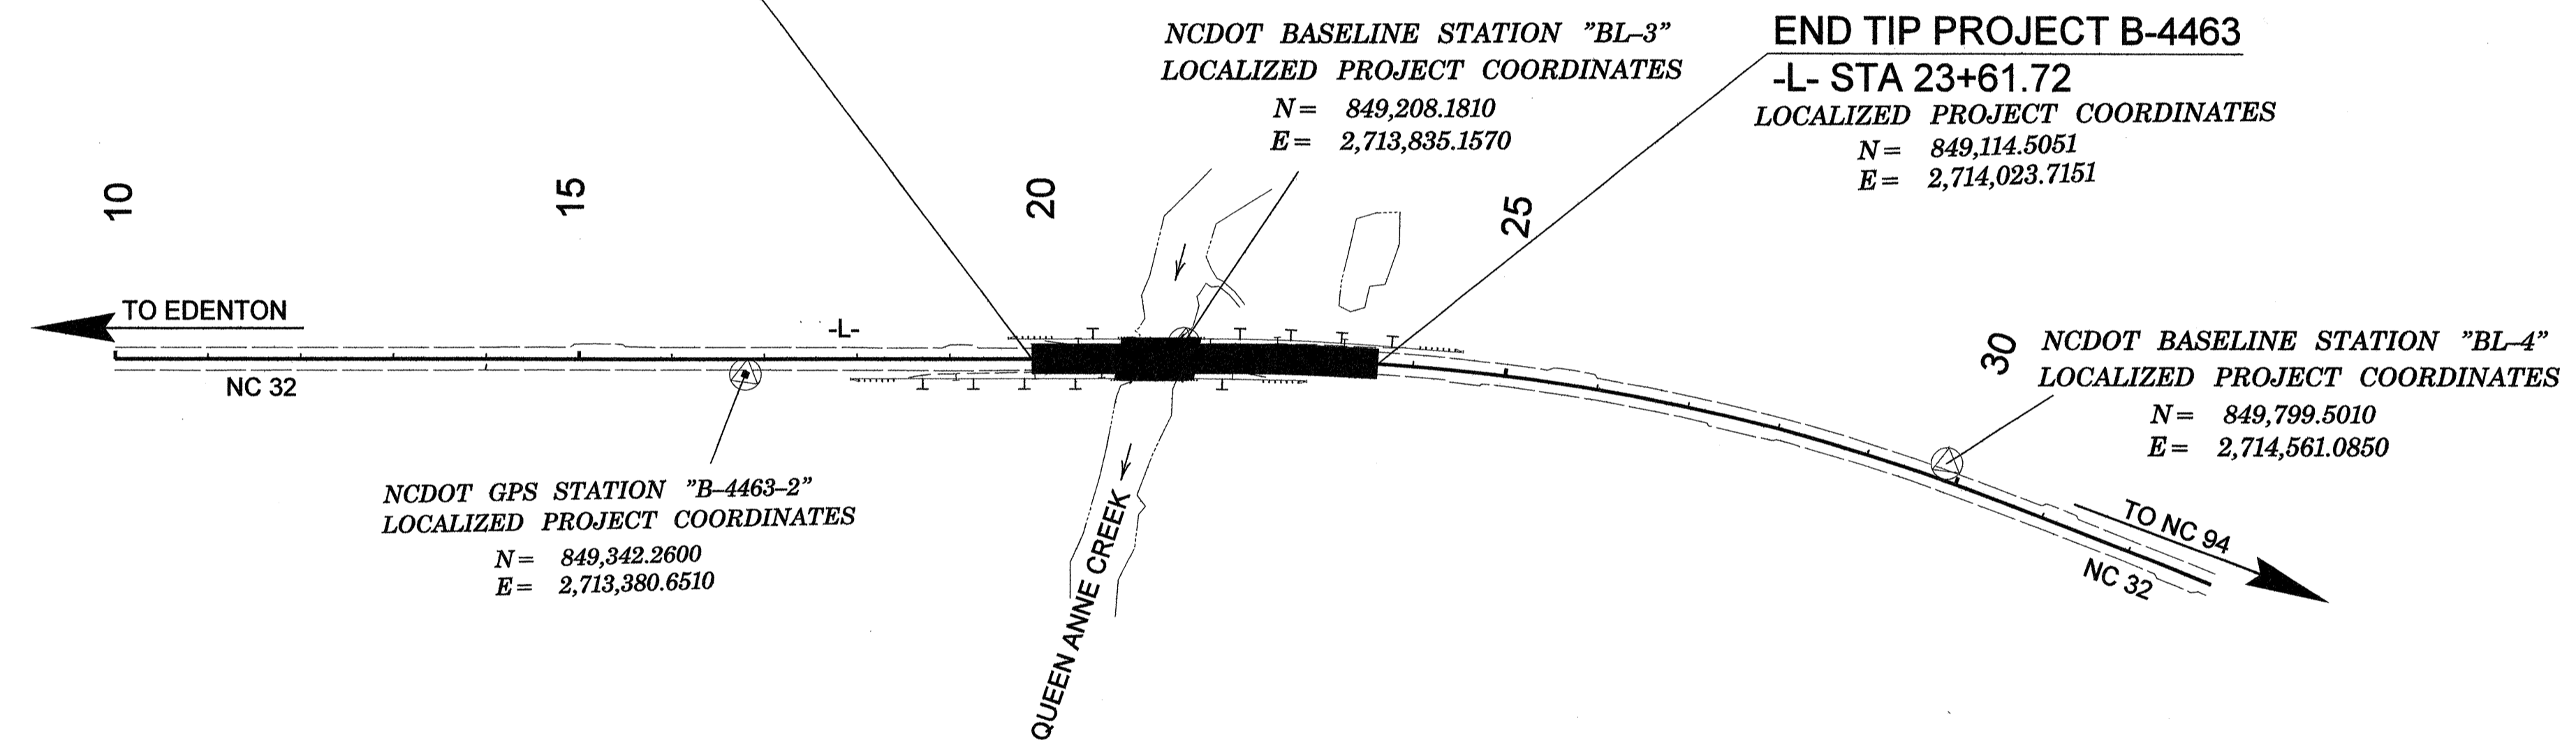 NCDOT BASELINE STATION "BL-3"
LOCALIZED PROJECT COORDINATES
N= 849,208.1810
E= 2,713,835.1570
END TIP PROJECT B-4463
-L- STA 23+61.72
LOCALIZED PROJECT COORDINATES
N= 849,114.5051
E= 2,714,023.7151
10
15
20
25
30
TO EDENTON
-L-
NC 32
NCDOT BASELINE STATION "BL-4"
LOCALIZED PROJECT COORDINATES
N= 849,799.5010
E= 2,714,561.0850
NCDOT GPS STATION "B-4463-2"
LOCALIZED PROJECT COORDINATES
N= 849,342.2600
E= 2,713,380.6510
QUEEN ANNE CREEK
TO NC 94
NC 32